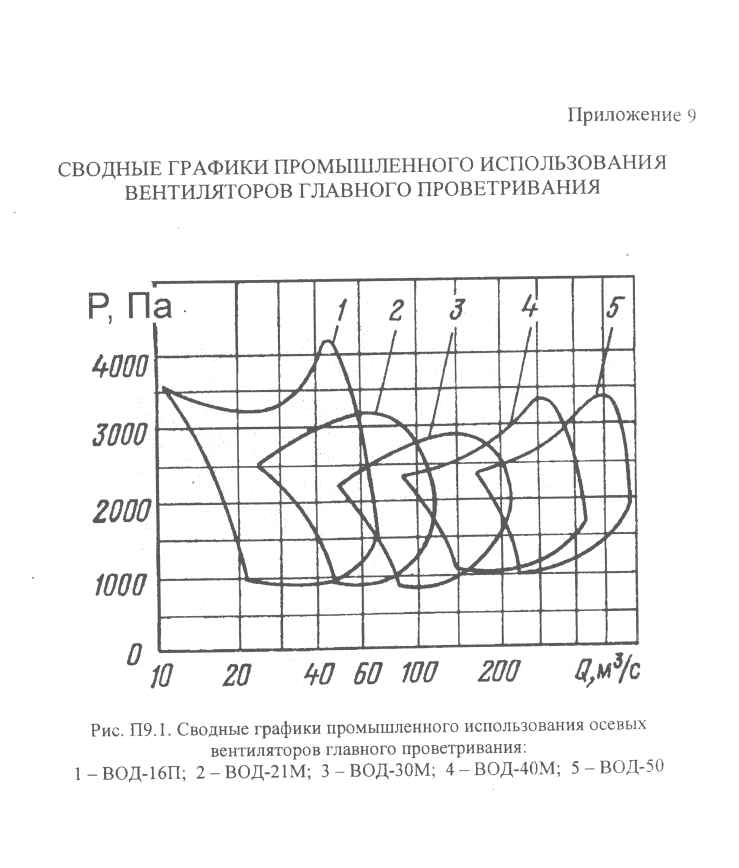 Приложение 9
СВОДНЫЕ ГРАФИКИ ПРОМЫШЛЕННОГО ИСПОЛЬЗОВАНИЯ
ВЕНТИЛЯТОРОВ ГЛАВНОГО ПРОВЕТРИВАНИЯ
P, Па
1 2 3 4 5
4000
3000
2000
1000
0
10 20 40 60 100 200 Q, м³/с
Рис. П9.1. Сводные графики промышленного использования осевых
вентиляторов главного проветривания:
1 – ВОД-16П; 2 – ВОД-21М; 3 – ВОД-30М; 4 – ВОД-40М; 5 – ВОД-50